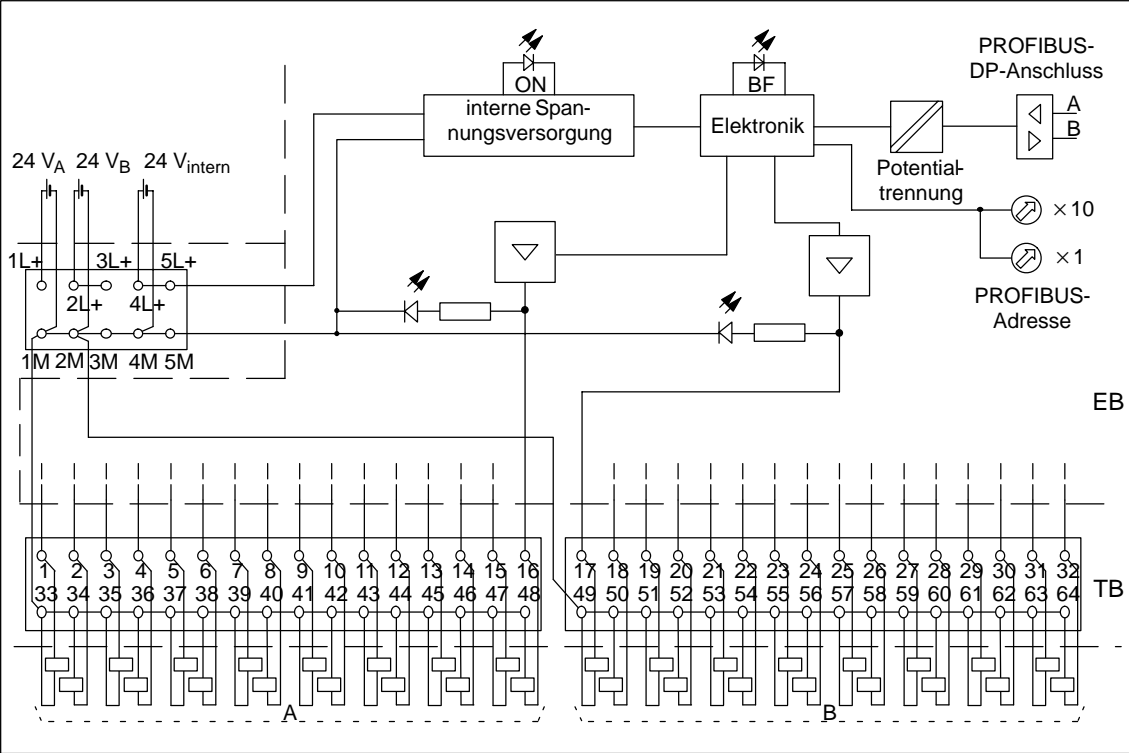 PROFIBUS-
DP-Anschluss
ON
BF
interne Span-
nungsversorgung
Elektronik
A
B
Potential-
trennung
24 VA 24 VB 24 Vintern
×10
1L+ 3L+ 5L+
×1
2L+ 4L+
PROFIBUS-
Adresse
1M 2M 3M 4M 5M
EB
1 2 3 4 5 6 7 8 9 10 11 12 13 14 15 16 17 18 19 20 21 22 23 24 25 26 27 28 29 30 31 32
33 34 35 36 37 38 39 40 41 42 43 44 45 46 47 48 49 50 51 52 53 54 55 56 57 58 59 60 61 62 63 64
TB
A B